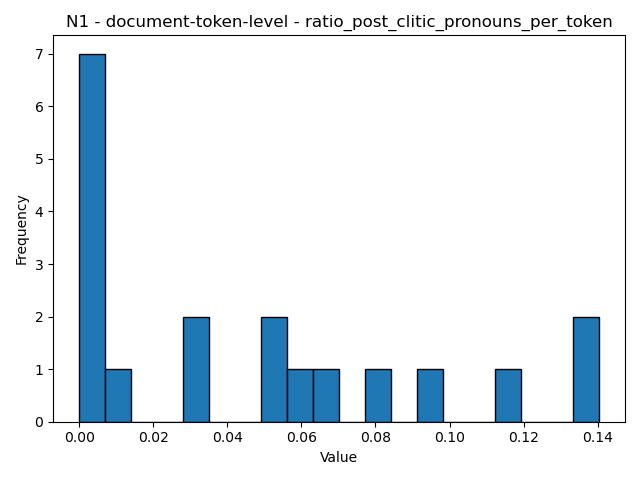 N1 - document-token-level - ratio_post_clitic_pronouns_per_token
7
6
5
4
3
2
1
0
Frequency
0.00 0.02 0.04 0.06 0.08 0.10 0.12 0.14
Value